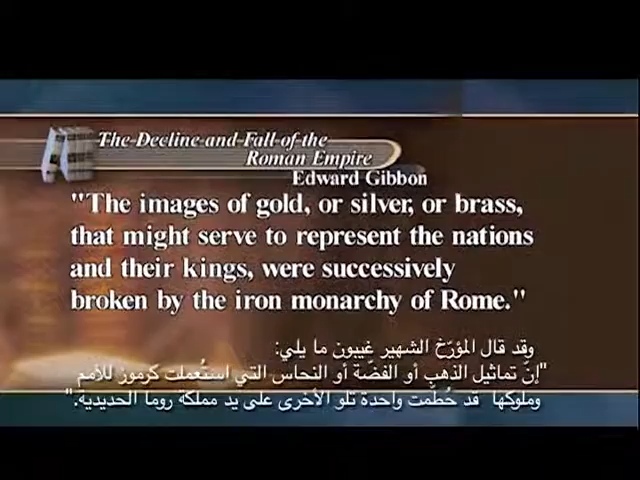 The Decline and Fall of the
Roman Empire
Edward Gibbon
"The images of gold, or silver, or brass,
that might serve to represent the nations
and their kings, were successively
broken by the iron monarchy of Rome."
وقد قال المؤرّخ الشهير غيبون ما يلي:
"إنّ تماثيل الذهب أو الفضّة أو النحاس التي استُعملت كرموز للأمم
وملوكها قد حُطّمت واحدة تلو الأخرى على يد مملكة روما الحديدية."